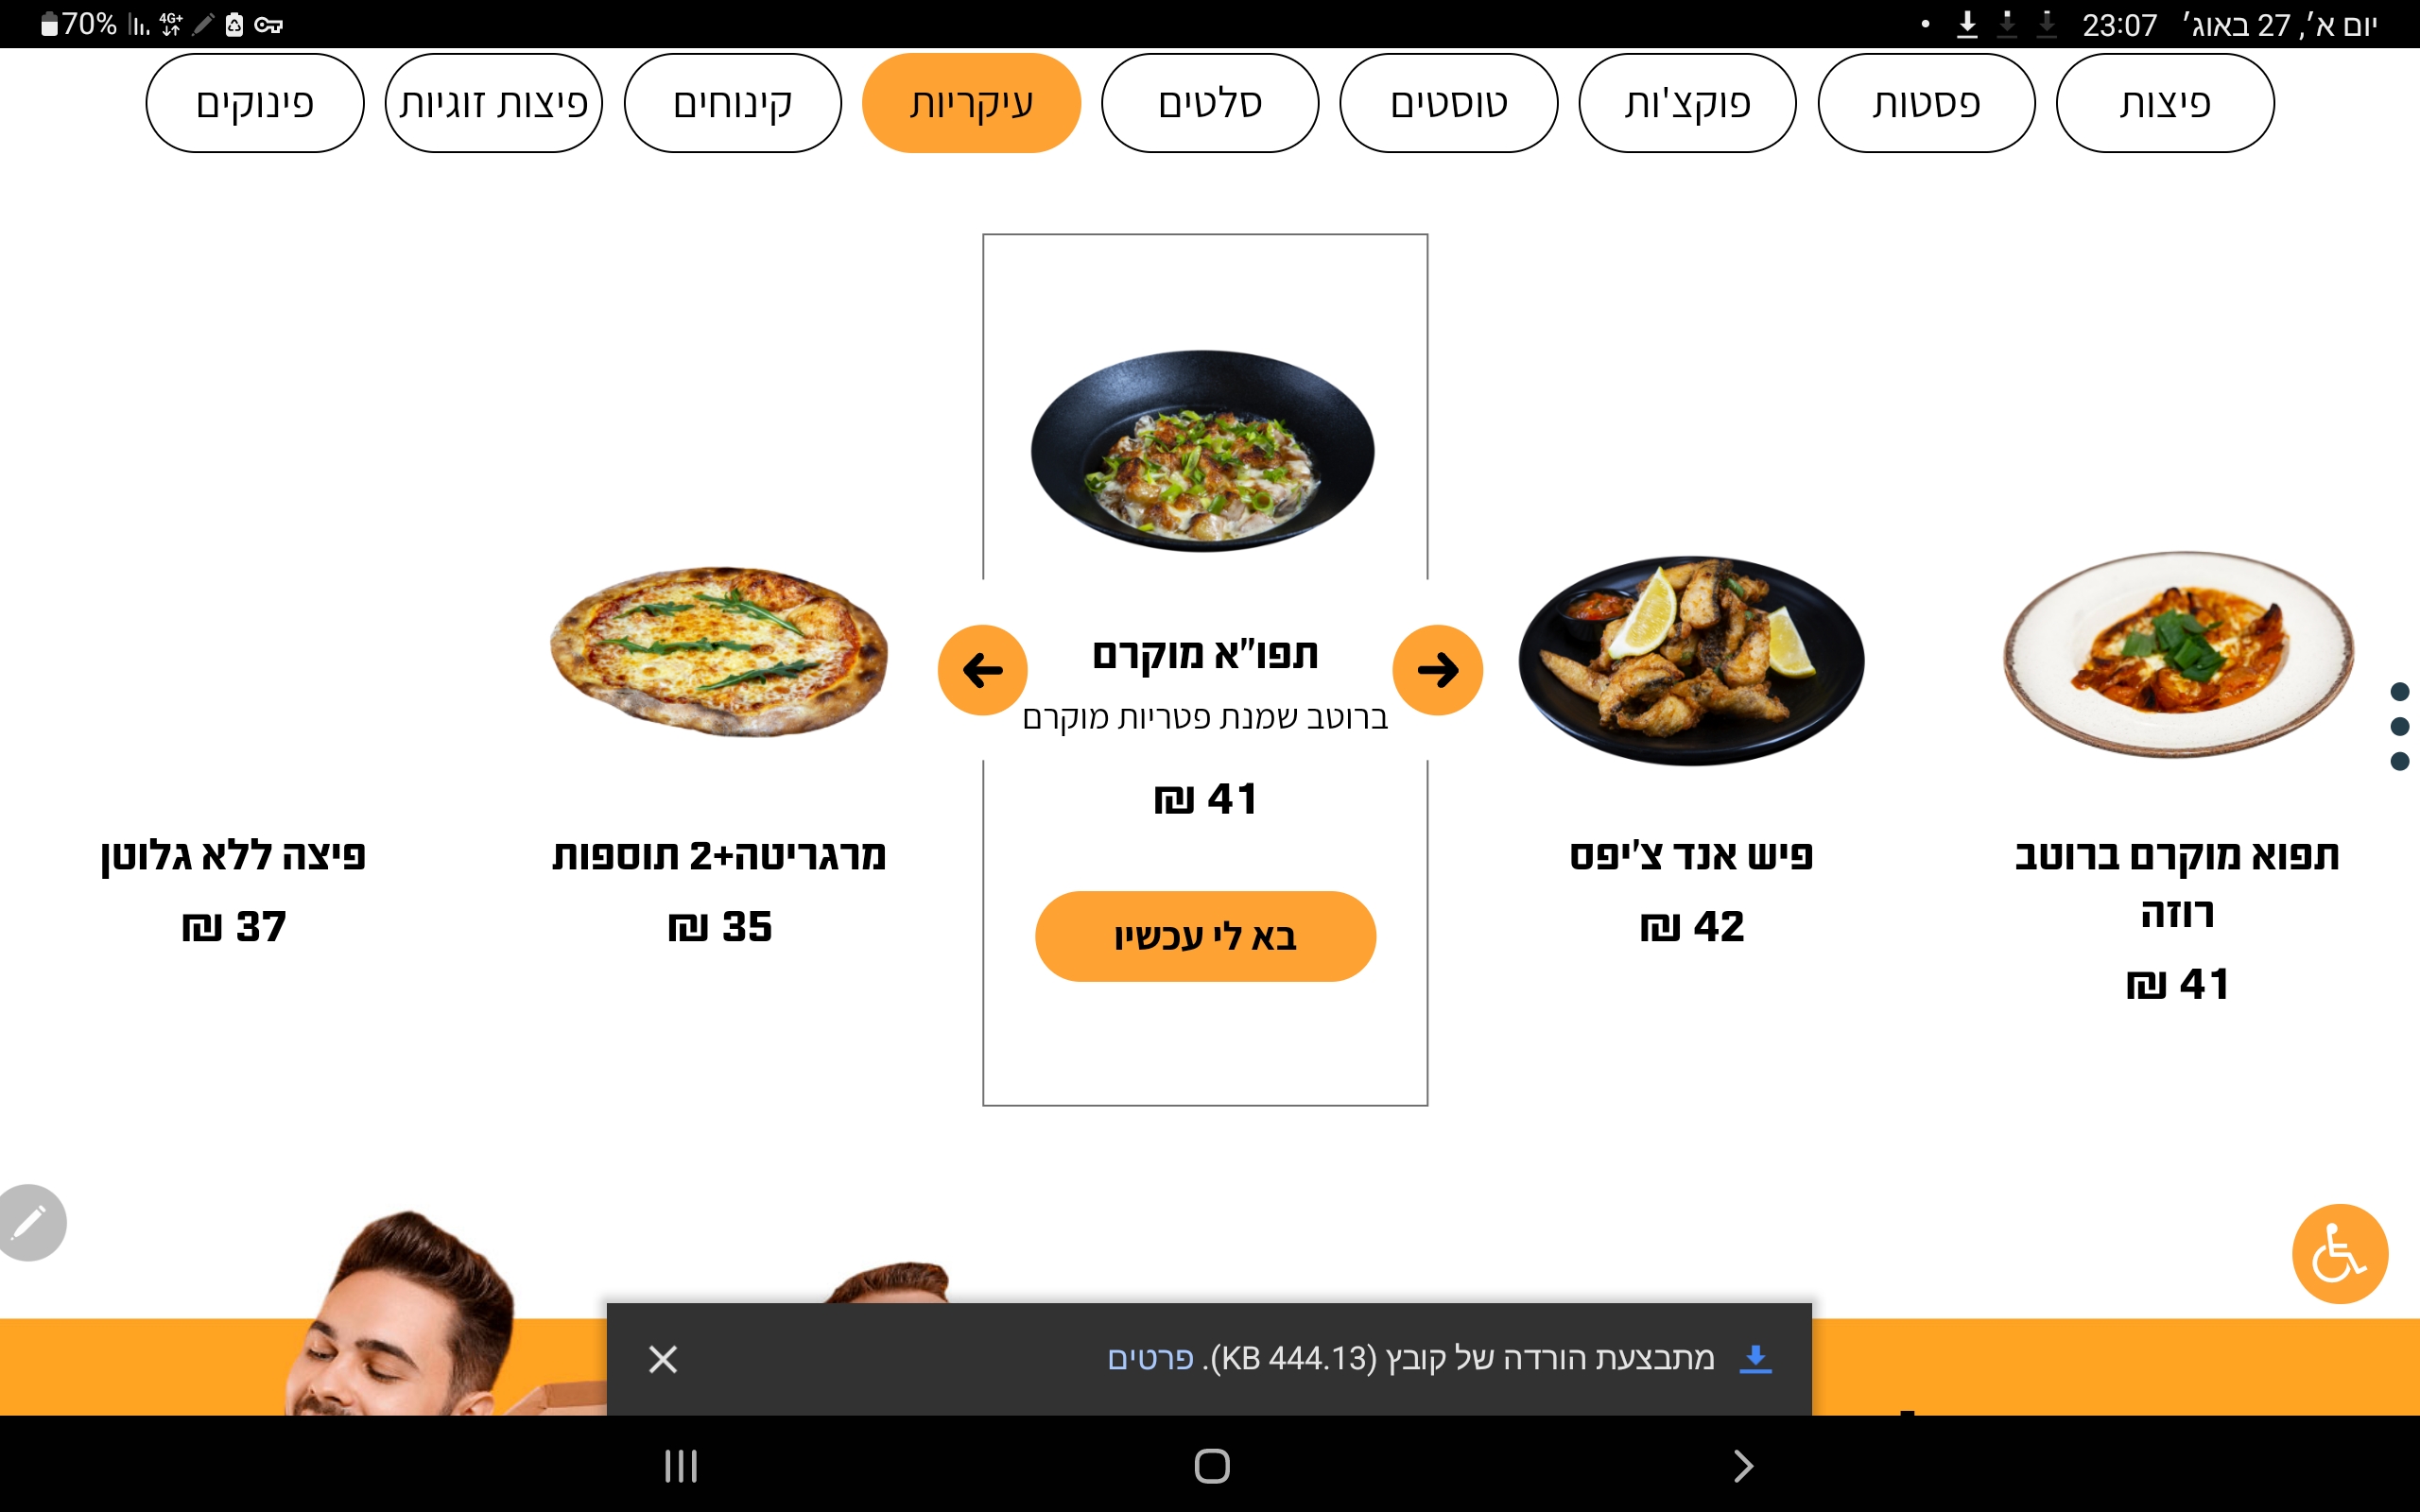 יום א', 27 באוג' 23:07
70% 4G+
פיצות
פסטות
פוקצ'ות
טוסטים
סלטים
עיקריות
קינוחים
פיצות זוגיות
פינוקים
תפוא מוקרם ברוטב
רוזה
41 ₪
פיש אנד צ'יפס
42 ₪
תפו"א מוקרם
ברוטב שמנת פטריות מוקרם
41 ₪
בא לי עכשיו
מרגריטה+2 תוספות
35 ₪
פיצה ללא גלוטן
37 ₪
מתבצעת הורדה של קובץ (444.13 KB). פרטים